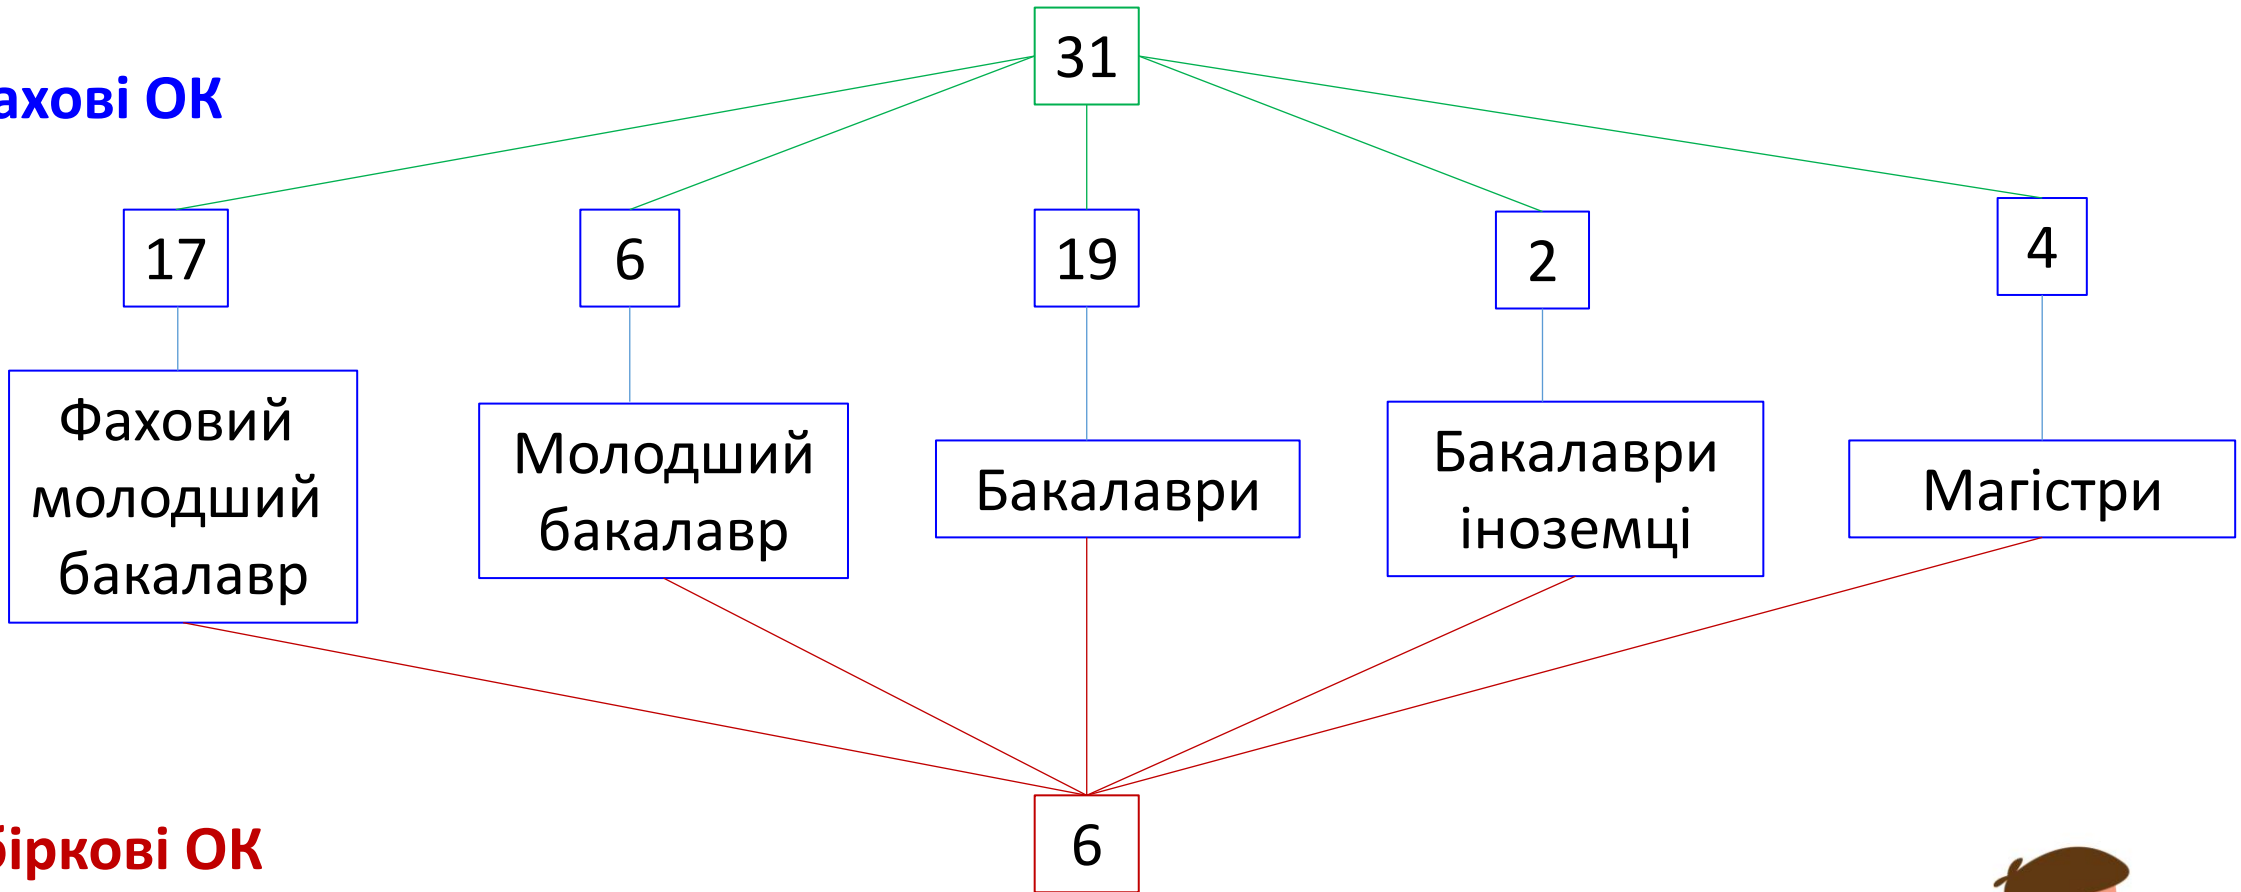 31
ахові ОК
17
6
19
2
4
Фаховий
молодший
бакалавр
Молодший
бакалавр
Бакалаври
Бакалаври
іноземці
Магістри
6
біркові ОК